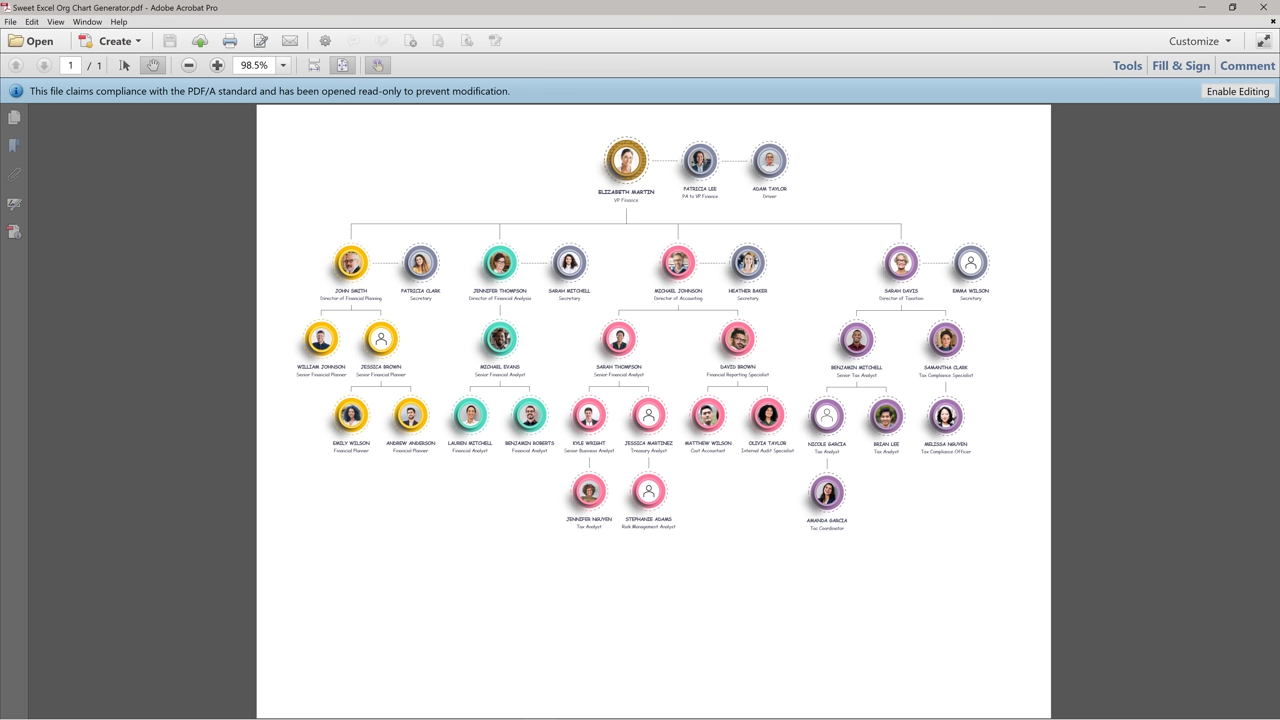 Sweet Excel Org Chart Generator.pdf - Adobe Acrobat Pro
File Edit View Window Help
Open Create Customize
1 / 1 98.5% Tools Fill & Sign Comment
This file claims compliance with the PDF/A standard and has been opened read-only to prevent modification. Enable Editing
ELIZABETH MARTIN PATRICIA LEE ADAM TAYLOR
VP Finance PA to VP Finance Driver
JOHN SMITH PATRICIA CLARK JENNIFER THOMPSON SARAH MITCHELL MICHAEL JOHNSON HEATHER BAKER SARAH DAVIS EMMA WILSON
Director of Financial Planning Secretary Director of Financial Analysis Secretary Director of Accounting Secretary Director of Taxation Secretary
WILLIAM JOHNSON JESSICA BROWN MICHAEL EVANS SARAH THOMPSON DAVID BROWN BENJAMIN MITCHELL SAMANTHA CLARK
Senior Financial Planner Senior Financial Planner Senior Financial Analyst Senior Financial Analyst Financial Reporting Specialist Senior Tax Analyst Tax Compliance Specialist
EMILY WILSON ANDREW ANDERSON LAUREN MITCHELL BENJAMIN ROBERTS KYLE WRIGHT JESSICA MARTINEZ MATTHEW WILSON OLIVIA TAYLOR NICOLE GARCIA BRIAN LEE MELISSA NGUYEN
Financial Planner Financial Planner Financial Analyst Financial Analyst Senior Business Analyst Treasury Analyst Cost Accountant Internal Audit Specialist Tax Analyst Tax Analyst Tax Compliance Officer
JENNIFER NGUYEN STEPHANIE ADAMS AMANDA GARCIA
Tax Analyst Risk Management Analyst Tax Coordinator